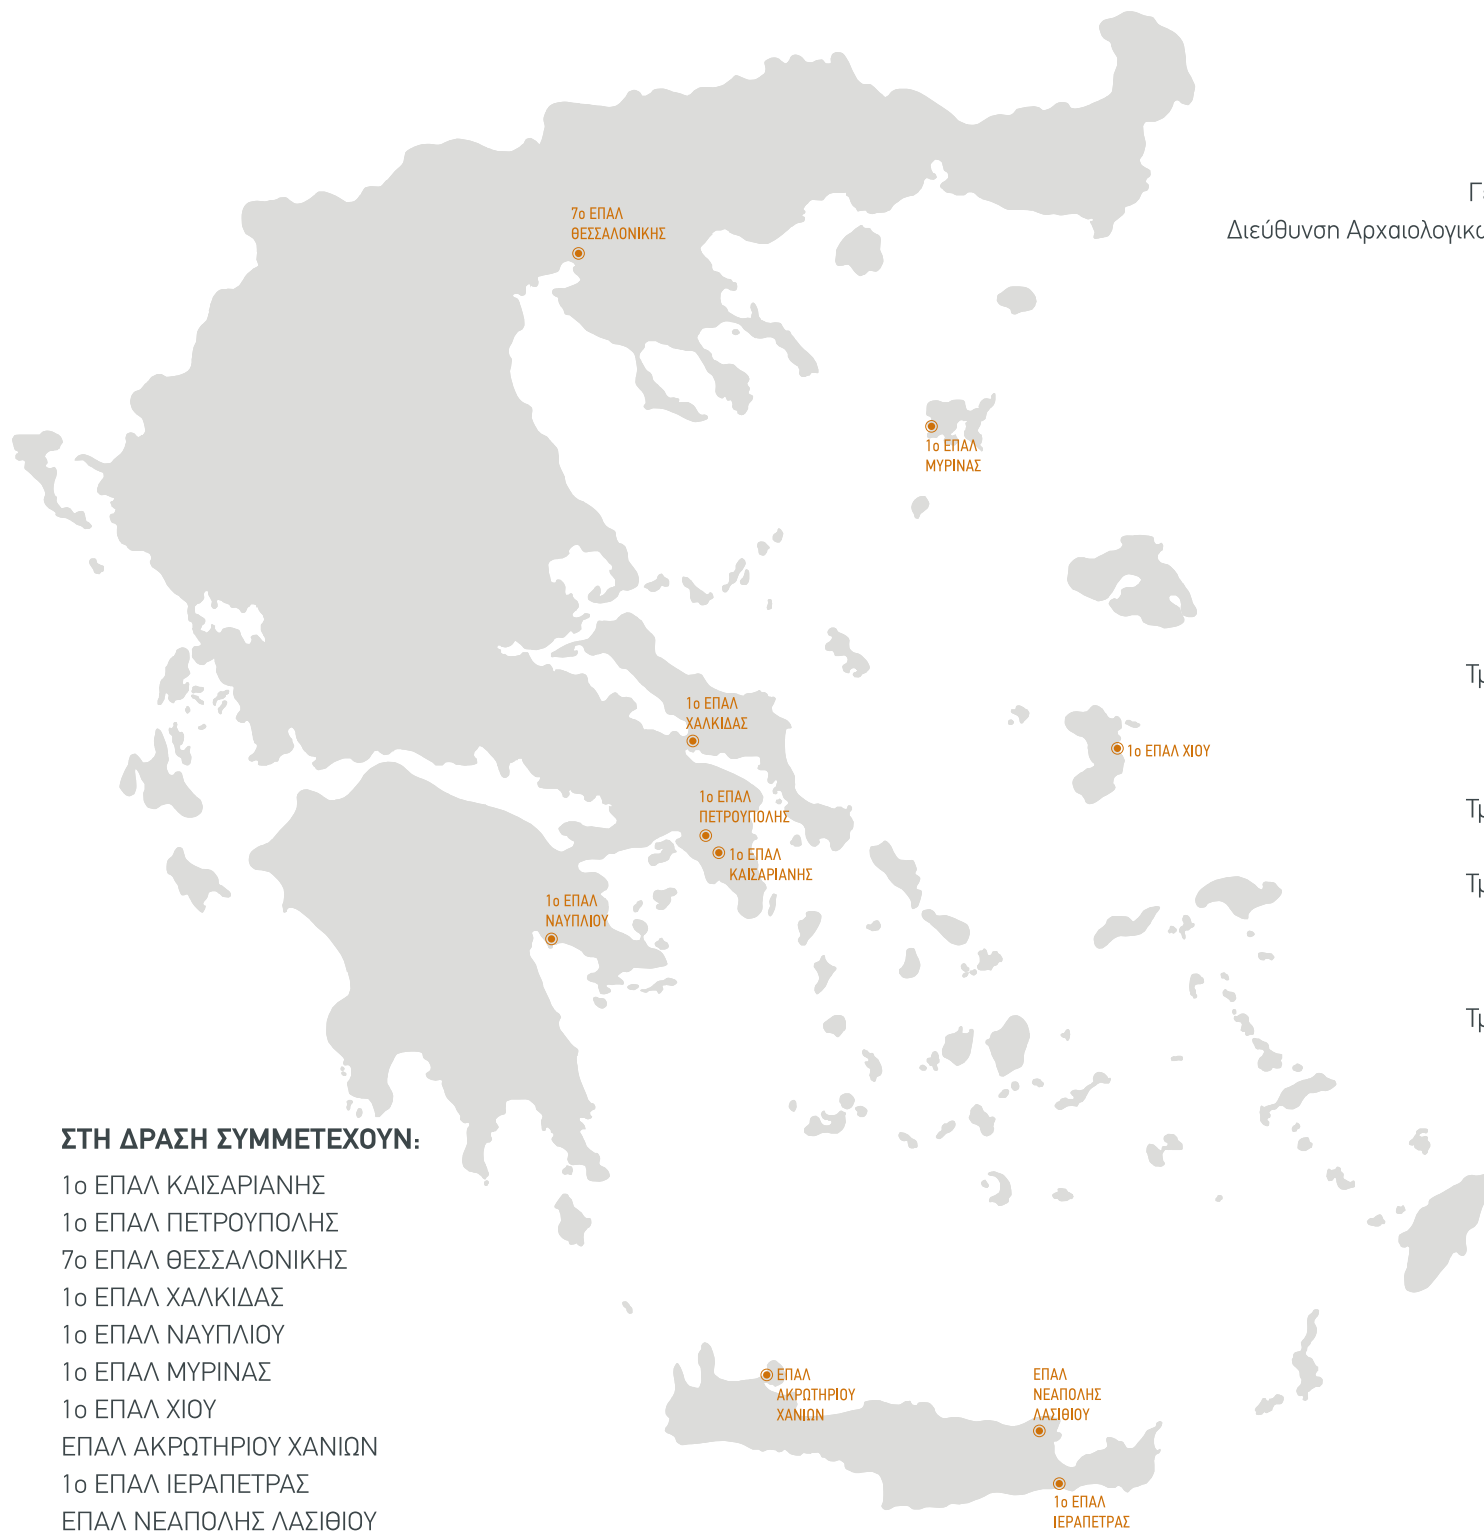 7ο ΕΠΑΛ
ΘΕΣΣΑΛΟΝΙΚΗΣ
Διεύθυνση
1ο ΕΠΑΛ
ΜΥΡΙΝΑΣ
1ο ΕΠΑΛ
ΧΑΛΚΙΔΑΣ
1ο ΕΠΑΛ ΧΙΟΥ
1ο ΕΠΑΛ
ΠΕΤΡΟΥΠΟΛΗΣ
1ο ΕΠΑΛ
ΚΑΙΣΑΡΙΑΝΗΣ
1ο ΕΠΑΛ
ΝΑΥΠΛΙΟΥ
ΣΤΗ ΔΡΑΣΗ ΣΥΜΜΕΤΕΧΟΥΝ:
1ο ΕΠΑΛ ΚΑΙΣΑΡΙΑΝΗΣ
1ο ΕΠΑΛ ΠΕΤΡΟΥΠΟΛΗΣ
7ο ΕΠΑΛ ΘΕΣΣΑΛΟΝΙΚΗΣ
1ο ΕΠΑΛ ΧΑΛΚΙΔΑΣ
1ο ΕΠΑΛ ΝΑΥΠΛΙΟΥ
1ο ΕΠΑΛ ΜΥΡΙΝΑΣ
1ο ΕΠΑΛ ΧΙΟΥ
ΕΠΑΛ ΑΚΡΩΤΗΡΙΟΥ ΧΑΝΙΩΝ
1ο ΕΠΑΛ ΙΕΡΑΠΕΤΡΑΣ
ΕΠΑΛ ΝΕΑΠΟΛΗΣ ΛΑΣΙΘΙΟΥ
ΕΠΑΛ
ΑΚΡΩΤΗΡΙΟΥ
ΧΑΝΙΩΝ
ΕΠΑΛ
ΝΕΑΠΟΛΗΣ
ΛΑΣΙΘΙΟΥ
1ο ΕΠΑΛ
ΙΕΡΑΠΕΤΡΑΣ